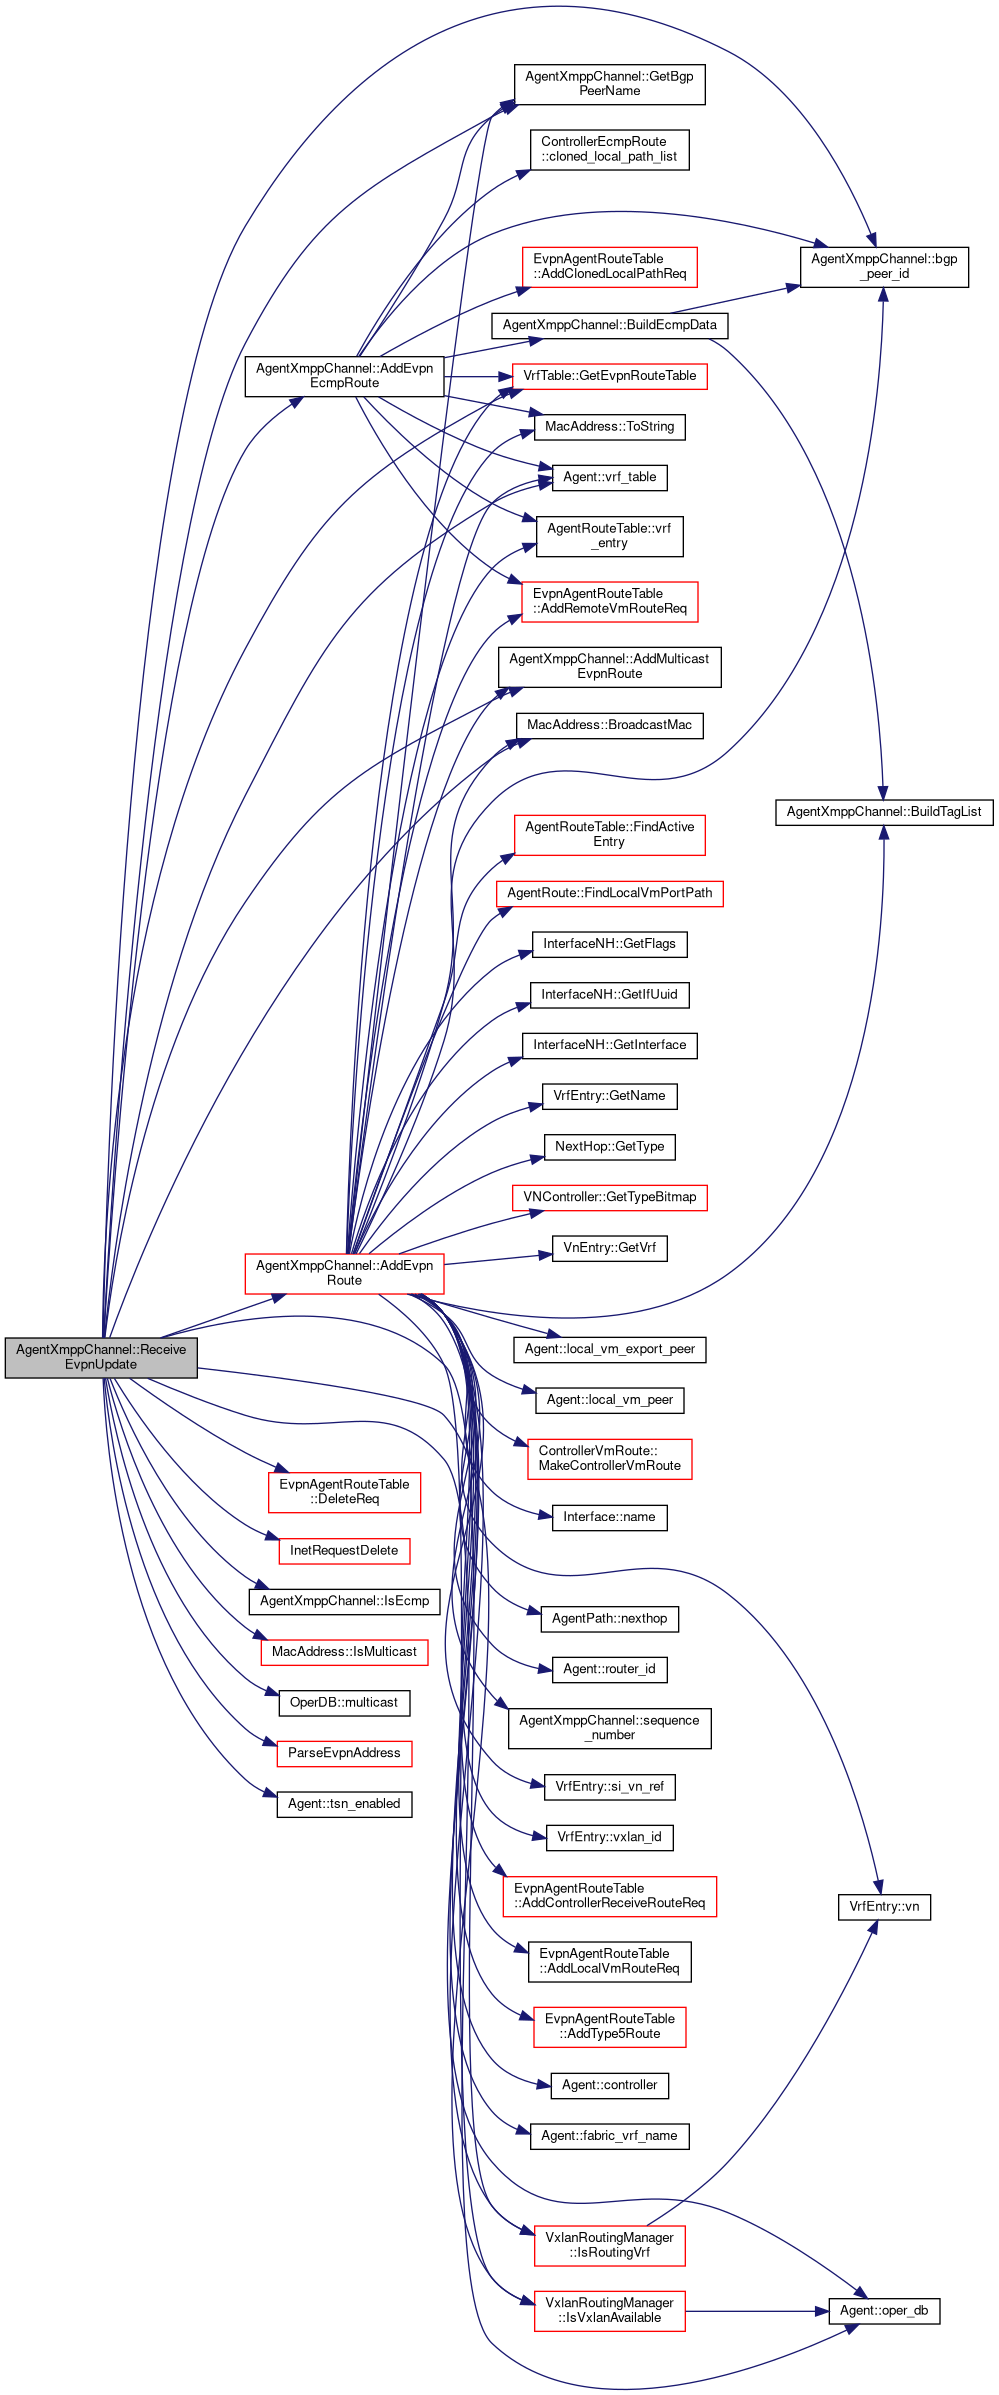 AgentXmppChannel::GetBgp
PeerName
ControllerEcmpRoute
::cloned_local_path_list
AgentXmppChannel::bgp
_peer_id
EvpnAgentRouteTable
::AddClonedLocalPathReq
AgentXmppChannel::BuildEcmpData
AgentXmppChannel::AddEvpn
EcmpRoute
VrfTable::GetEvpnRouteTable
MacAddress::ToString
Agent::vrf_table
AgentRouteTable::vrf
_entry
EvpnAgentRouteTable
::AddRemoteVmRouteReq
AgentXmppChannel::AddMulticast
EvpnRoute
MacAddress::BroadcastMac
AgentXmppChannel::BuildTagList
AgentRouteTable::FindActive
Entry
AgentRoute::FindLocalVmPortPath
InterfaceNH::GetFlags
InterfaceNH::GetIfUuid
InterfaceNH::GetInterface
VrfEntry::GetName
NextHop::GetType
VNController::GetTypeBitmap
VnEntry::GetVrf
AgentXmppChannel::AddEvpn
Route
AgentXmppChannel::Receive
EvpnUpdate
Agent::local_vm_export_peer
Agent::local_vm_peer
ControllerVmRoute::
MakeControllerVmRoute
EvpnAgentRouteTable
::DeleteReq
Interface::name
InetRequestDelete
AgentXmppChannel::IsEcmp
AgentPath::nexthop
MacAddress::IsMulticast
Agent::router_id
OperDB::multicast
AgentXmppChannel::sequence
_number
ParseEvpnAddress
VrfEntry::si_vn_ref
Agent::tsn_enabled
VrfEntry::vxlan_id
EvpnAgentRouteTable
::AddControllerReceiveRouteReq
VrfEntry::vn
EvpnAgentRouteTable
::AddLocalVmRouteReq
EvpnAgentRouteTable
::AddType5Route
Agent::controller
Agent::fabric_vrf_name
VxlanRoutingManager
::IsRoutingVrf
VxlanRoutingManager
::IsVxlanAvailable
Agent::oper_db